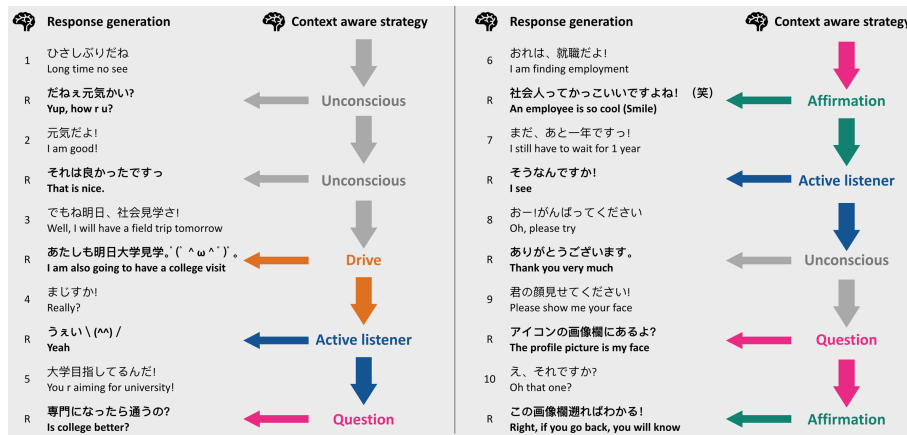 Response generation
Context aware strategy
1
ひさしぶりだね
Long time no see
R
だねぇ元気かい?
Yup, how r u?
Unconscious
2
元気だよ!
I am good!
R
それは良かったですっ
That is nice.
Unconscious
3
でもね明日、社会見学さ!
Well, I will have a field trip tomorrow
R
あたしも明日大学見学｡ﾟ(ﾟ^ω^ﾟ)ﾟ｡
I am also going to have a college visit
Drive
4
まじすか!
Really?
R
うぇい \ (^^) /
Yeah
Active listener
5
大学目指してるんだ!
You r aiming for university!
R
専門になったら通うの?
Is college better?
Question
Response generation
Context aware strategy
6
おれは、就職だよ!
I am finding employment
R
社会人ってかっこいいですよね! （笑）
An employee is so cool (Smile)
Affirmation
7
まだ、あと一年ですっ!
I still have to wait for 1 year
R
そうなんですか!
I see
Active listener
8
おー!がんばってください
Oh, please try
R
ありがとうございます。
Thank you very much
Unconscious
9
君の顔見せてください!
Please show me your face
R
アイコンの画像欄にあるよ?
The profile picture is my face
Question
10
え、それですか?
Oh that one?
R
この画像欄遡ればわかる!
Right, if you go back, you will know
Affirmation